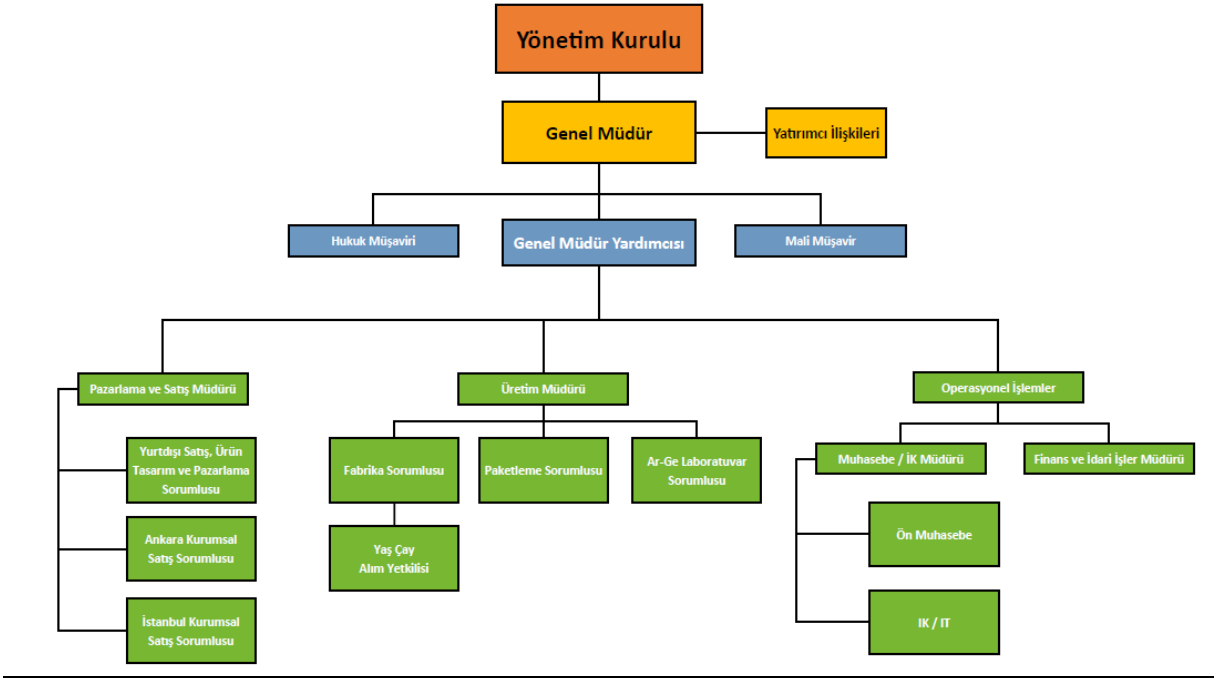 Yönetim Kurulu
Genel Müdür
Yatırımcı İlişkileri
Hukuk Müşaviri
Genel Müdür Yardımcısı
Mali Müşavir
Pazarlama ve Satış Müdürü
Üretim Müdürü
Operasyonel İşlemler
Yurtdışı Satış, Ürün
Tasarım ve Pazarlama
Sorumlusu
Fabrika Sorumlusu
Paketleme Sorumlusu
Ar-Ge Laboratuvar
Sorumlusu
Muhasebe / İK Müdürü
Finans ve İdari İşler Müdürü
Ankara Kurumsal
Satış Sorumlusu
Yaş Çay
Alım Yetkilisi
Ön Muhasebe
İstanbul Kurumsal
Satış Sorumlusu
IK / IT